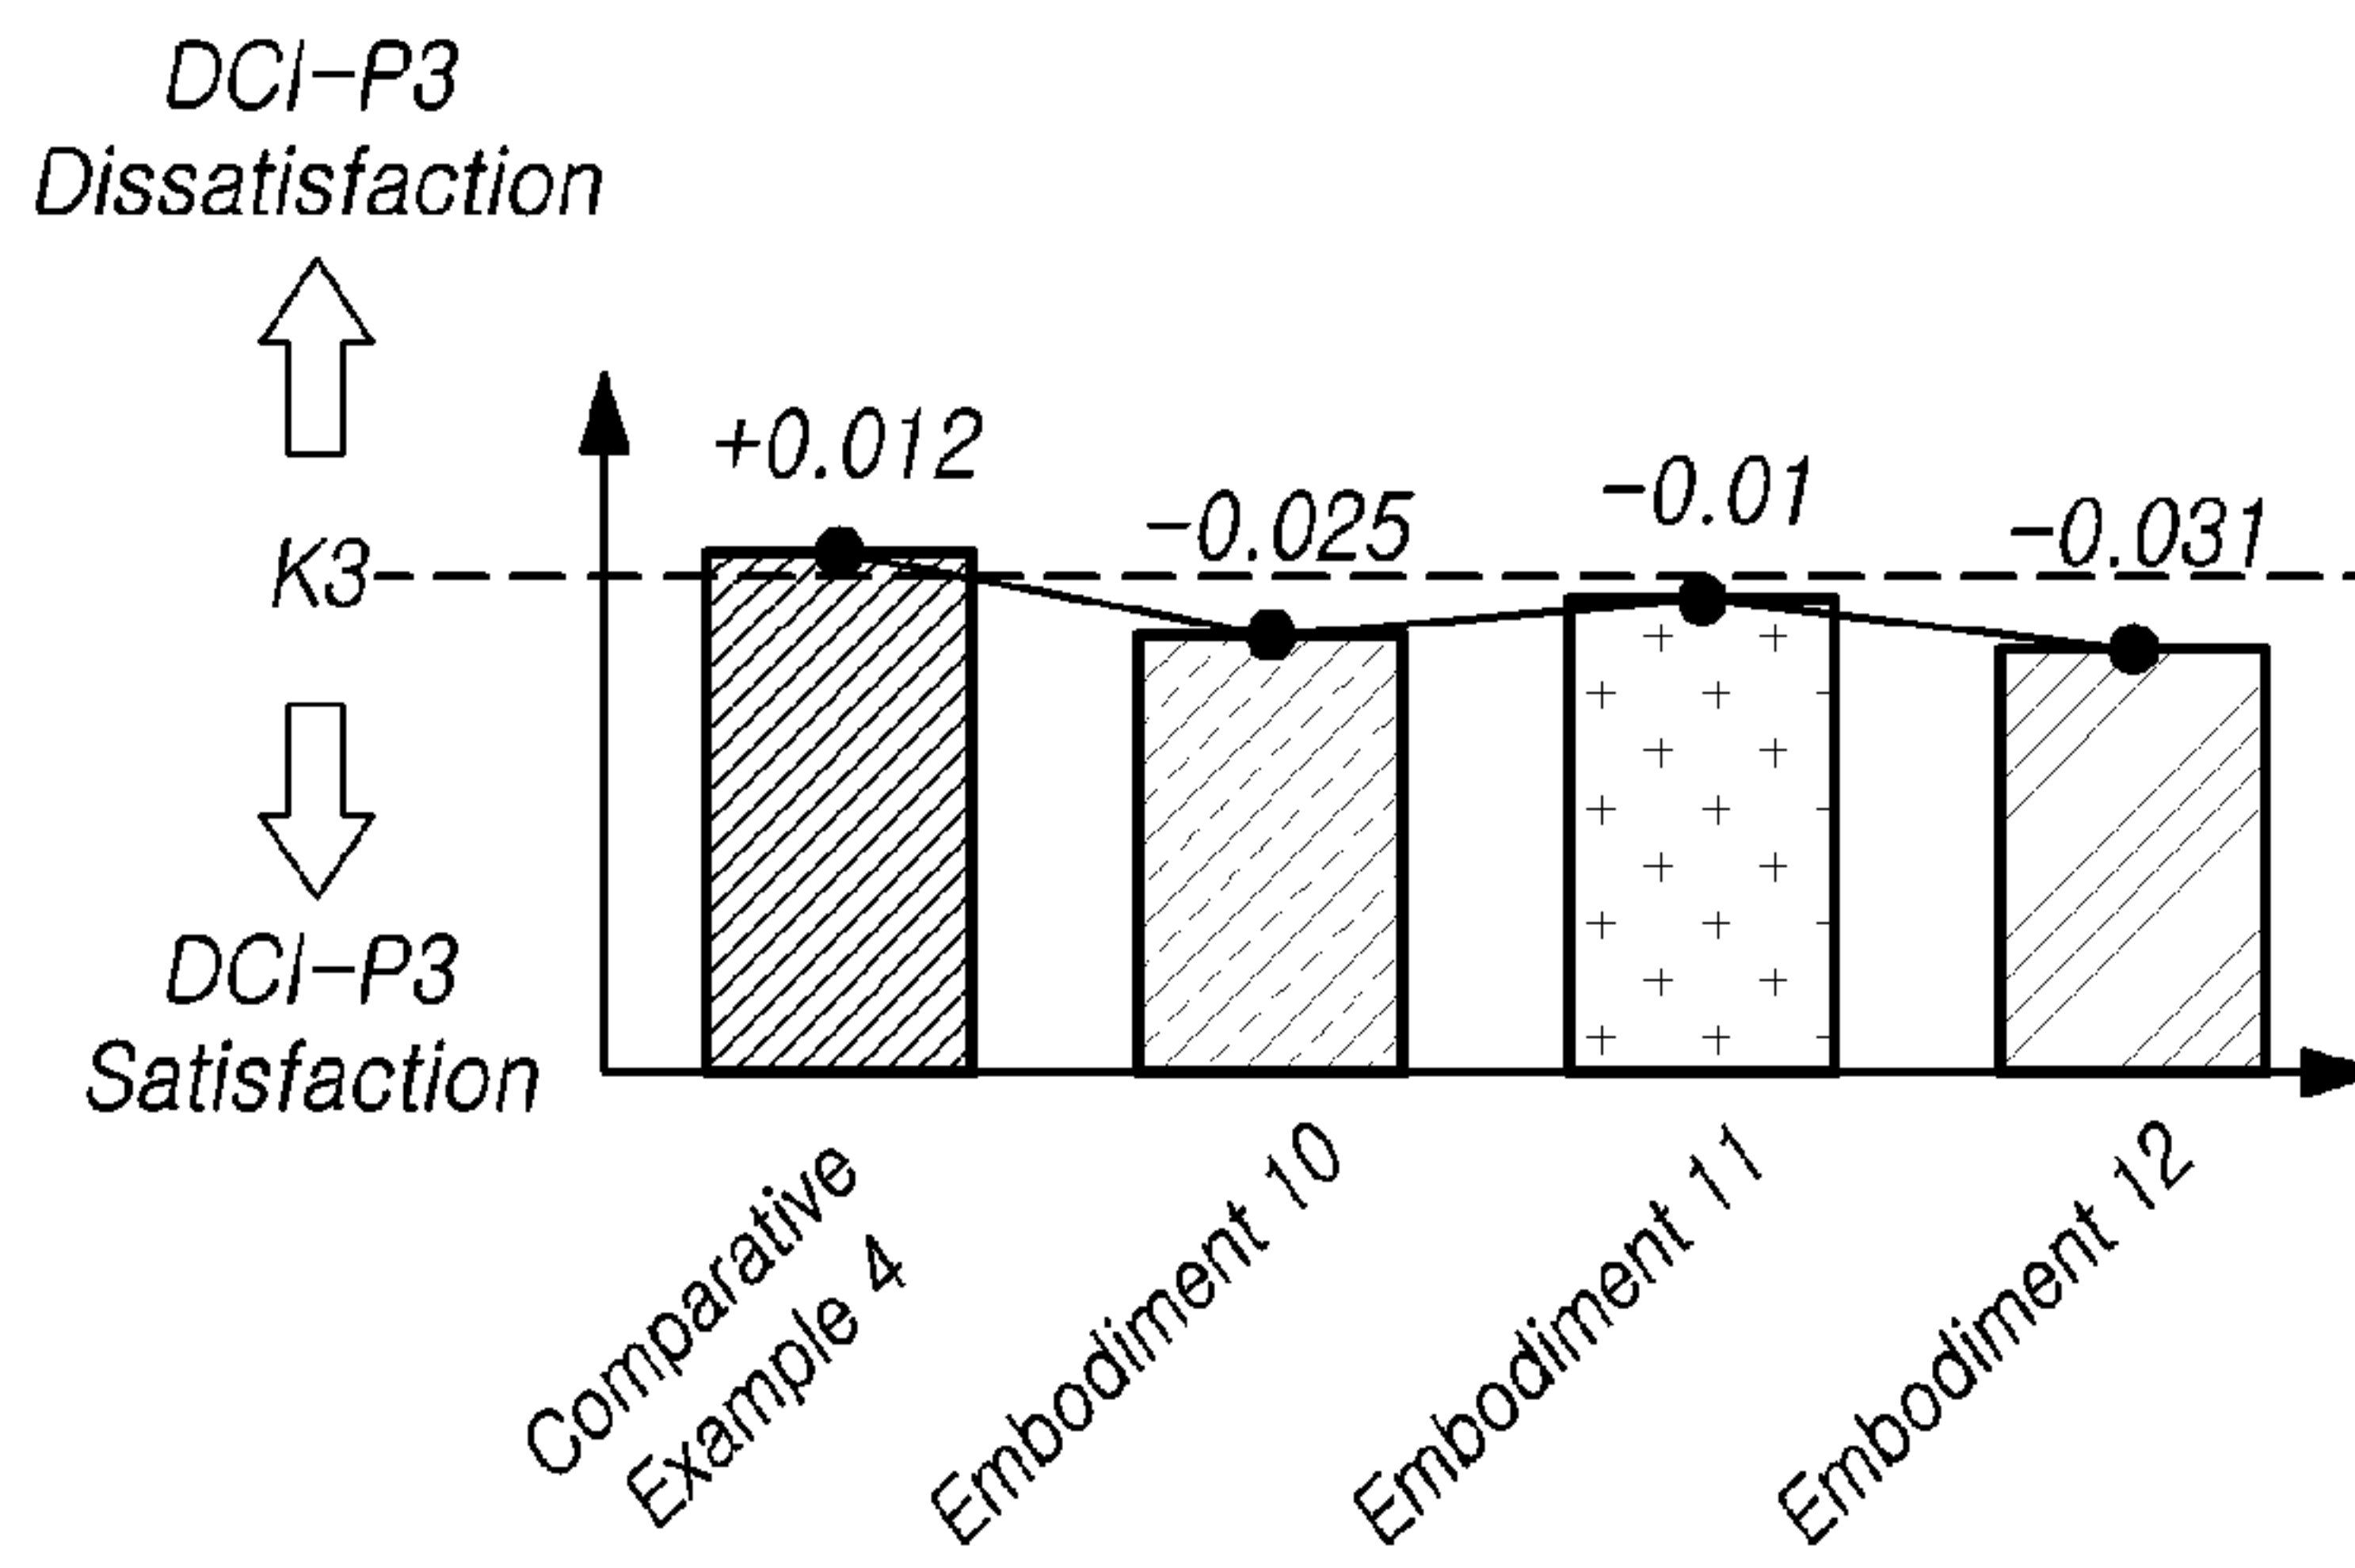 DCI-P3
Dissatisfaction
+0.012
-0.025
-0.01
-0.031
K3
DCI-P3
Satisfaction
Comparative
Example 4
Embodiment 10
Embodiment 11
Embodiment 12